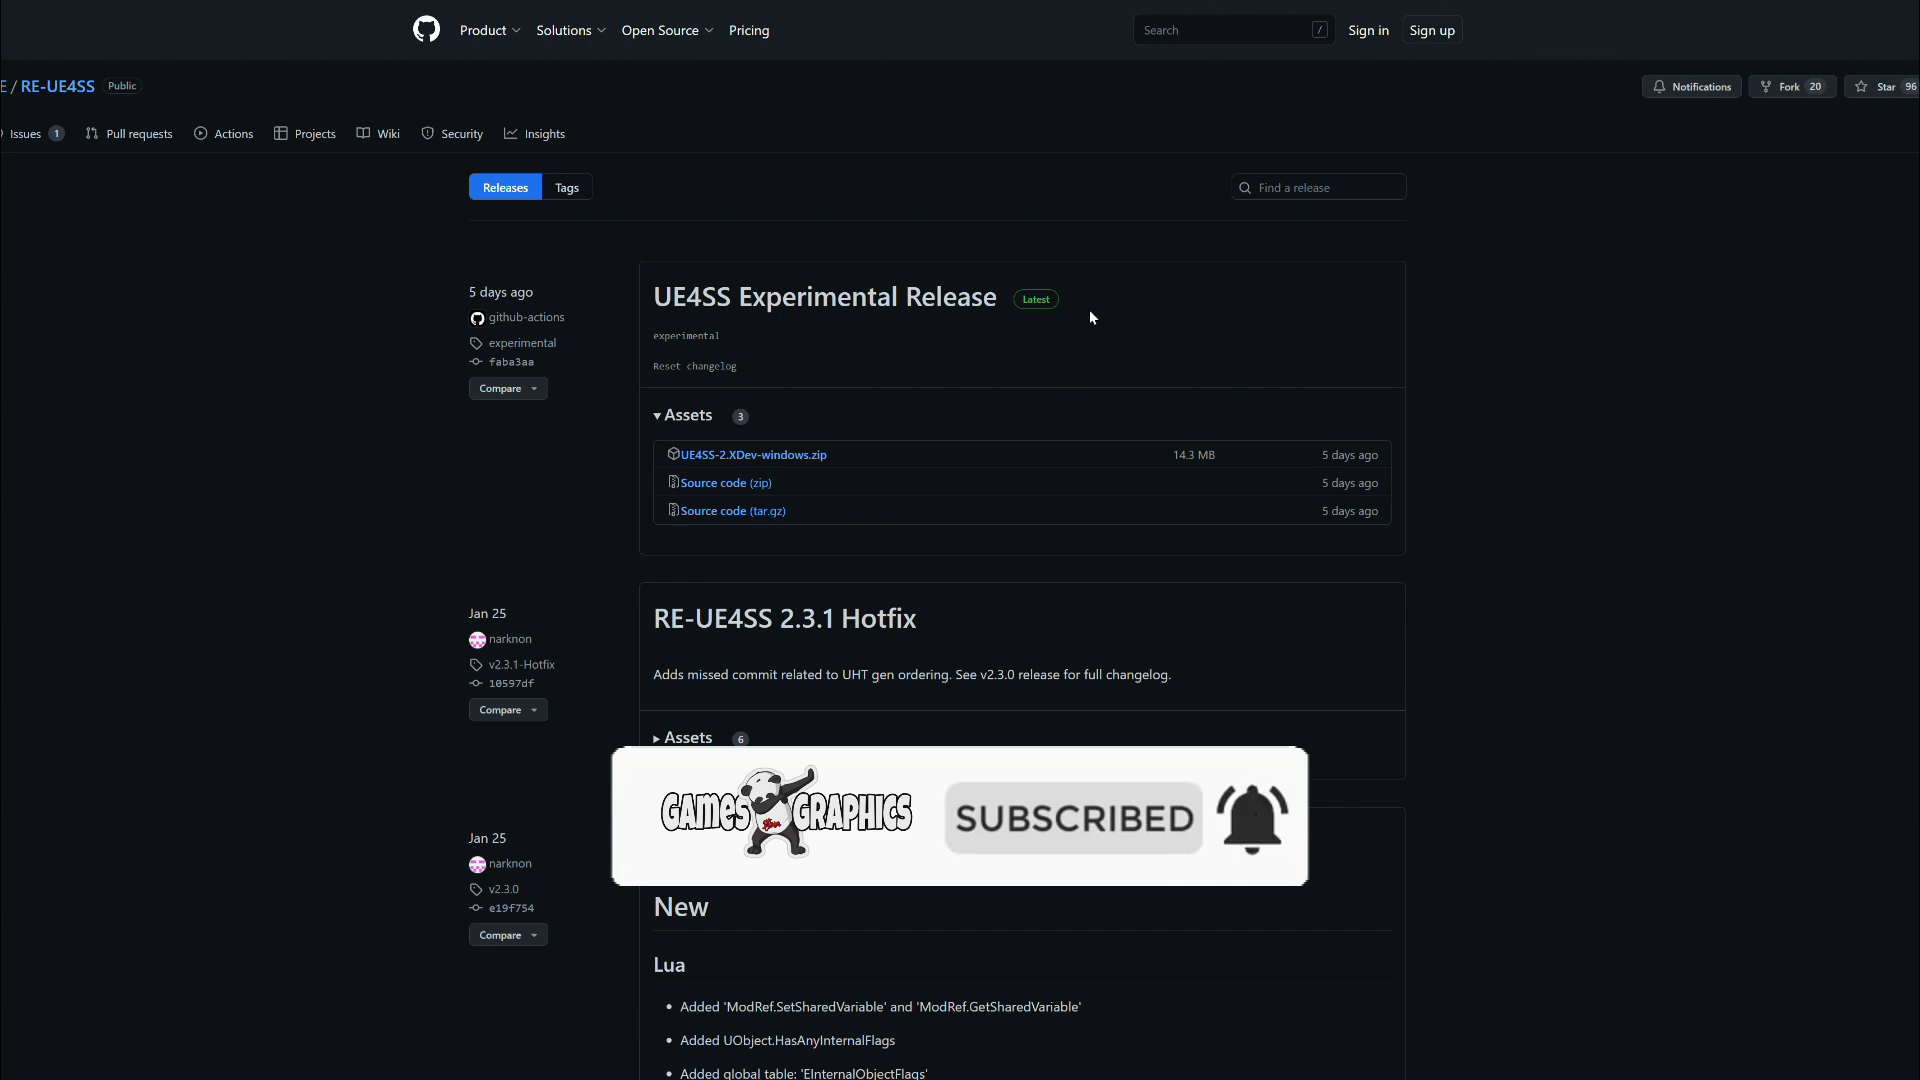 Product Solutions Open Source Pricing Search / Sign in Sign up
E / RE-UE4SS Public Notifications Fork 20 Star 96
Issues 1 Pull requests Actions Projects Wiki Security Insights
Releases Tags Find a release
5 days ago
github-actions
experimental
faba3aa
Compare
UE4SS Experimental Release Latest
experimental
Reset changelog
Assets 3
UE4SS-2.XDev-windows.zip 14.3 MB 5 days ago
Source code (zip) 5 days ago
Source code (tar.gz) 5 days ago
Jan 25
narknon
v2.3.1-Hotfix
10597df
Compare
RE-UE4SS 2.3.1 Hotfix
Adds missed commit related to UHT gen ordering. See v2.3.0 release for full changelog.
Assets 6
GAMES GRAPHICS SUBSCRIBED
Jan 25
narknon
v2.3.0
e19f754
Compare
New
Lua
• Added 'ModRef.SetSharedVariable' and 'ModRef.GetSharedVariable'
• Added UObject.HasAnyInternalFlags
• Added global table: 'EInternalObjectFlags'